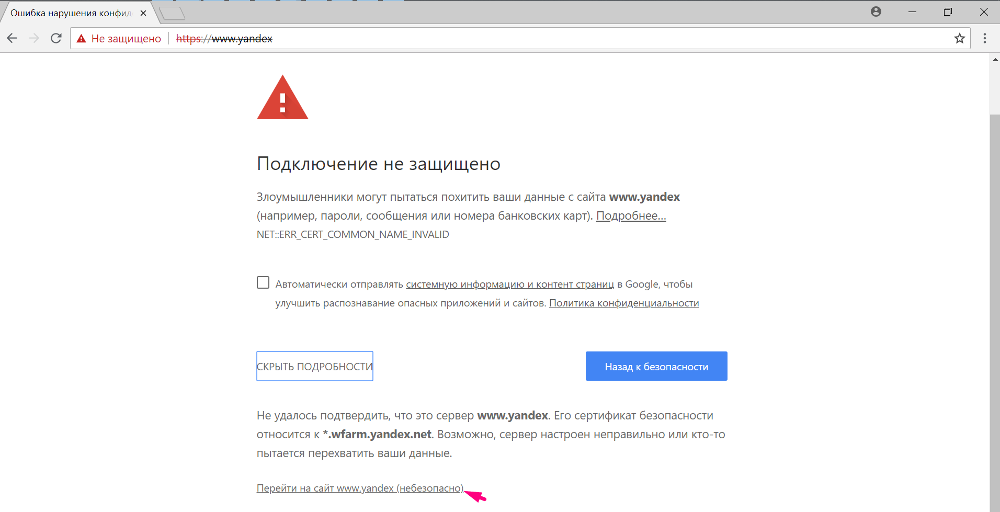 Ошибка нарушения конфид
Не защищено
https://www.yandex
Подключение не защищено
Злоумышленники могут пытаться похитить ваши данные с сайта www.yandex
(например, пароли, сообщения или номера банковских карт). Подробнее...
NET::ERR_CERT_COMMON_NAME_INVALID
Автоматически отправлять системную информацию и контент страниц в Google, чтобы
улучшить распознавание опасных приложений и сайтов. Политика конфиденциальности
СКРЫТЬ ПОДРОБНОСТИ
Назад к безопасности
Не удалось подтвердить, что это сервер www.yandex. Его сертификат безопасности
относится к *.wfarm.yandex.net. Возможно, сервер настроен неправильно или кто-то
пытается перехватить ваши данные.
Перейти на сайт www.yandex (небезопасно)